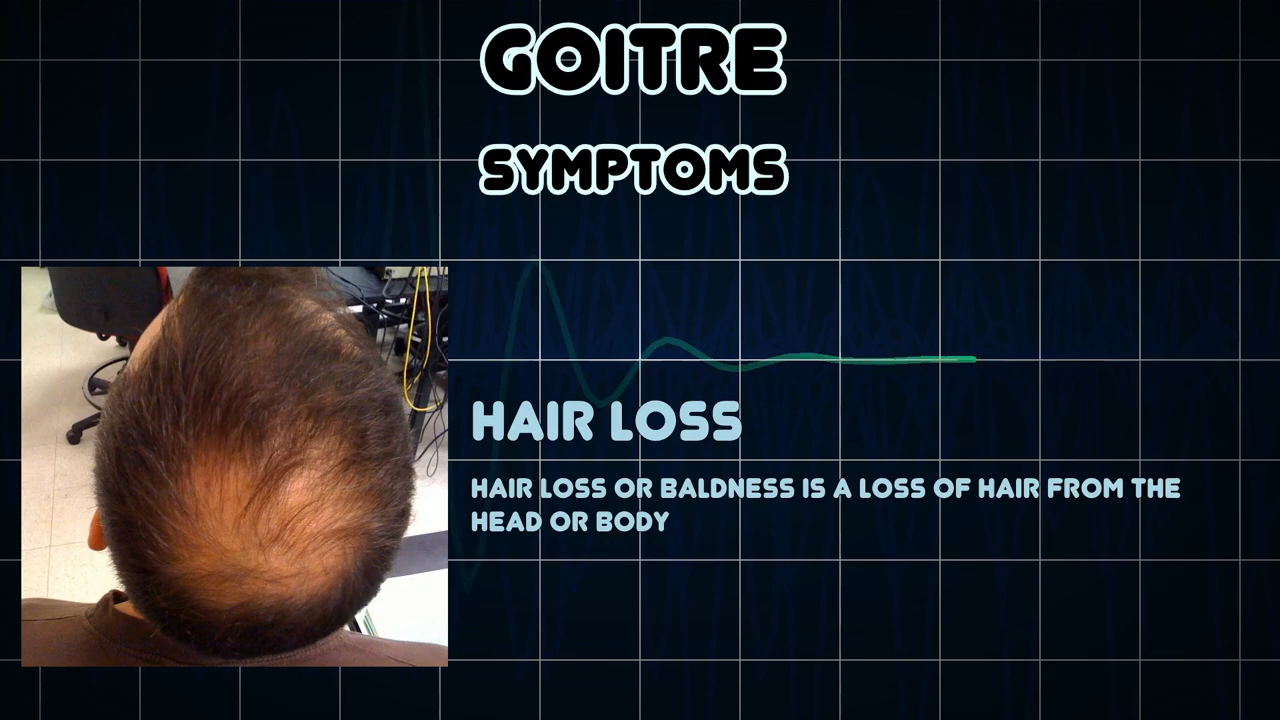 GOITRE
SYMPTOMS
HAIR LOSS
HAIR LOSS OR BALDNESS IS A LOSS OF HAIR FROM THE
HEAD OR BODY